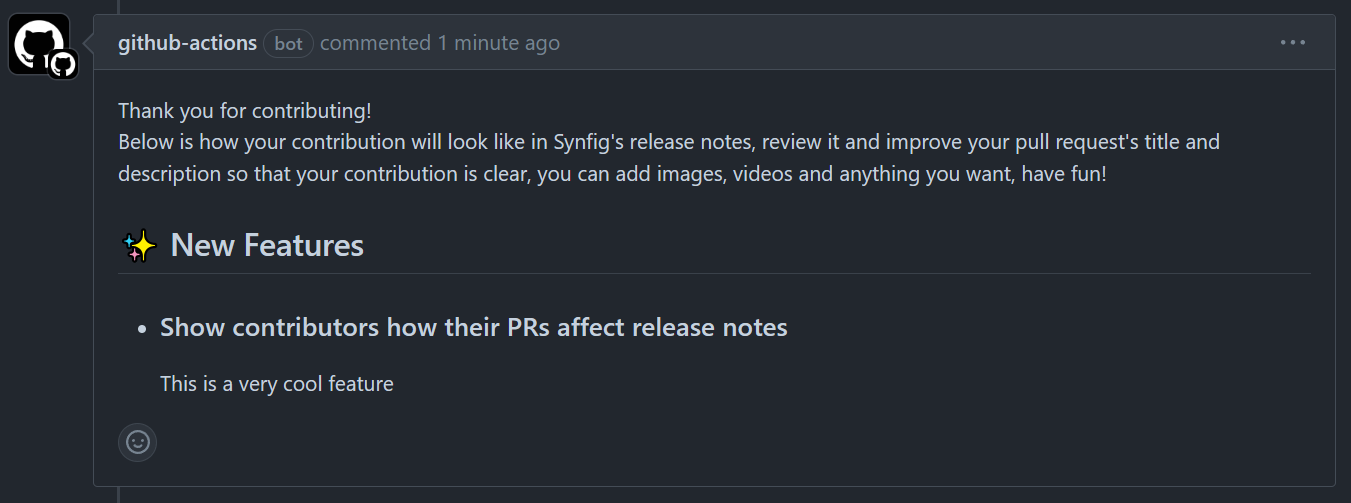 github-actions bot commented 1 minute ago
Thank you for contributing!
Below is how your contribution will look like in Synfig's release notes, review it and improve your pull request's title and
description so that your contribution is clear, you can add images, videos and anything you want, have fun!
✨ New Features
• Show contributors how their PRs affect release notes
This is a very cool feature